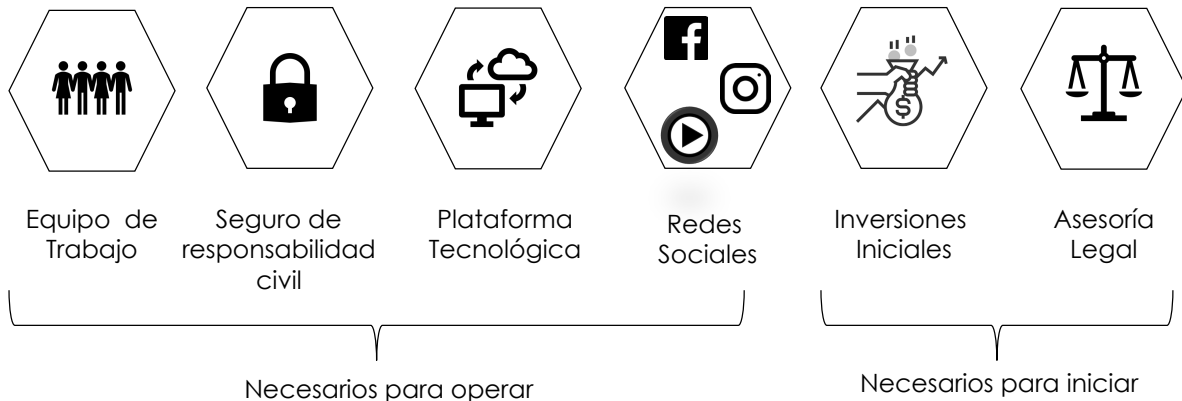 Equipo de
Trabajo
Seguro de
responsabilidad
civil
Plataforma
Tecnológica
Redes
Sociales
Inversiones
Iniciales
Asesoría
Legal
Necesarios para operar
Necesarios para iniciar